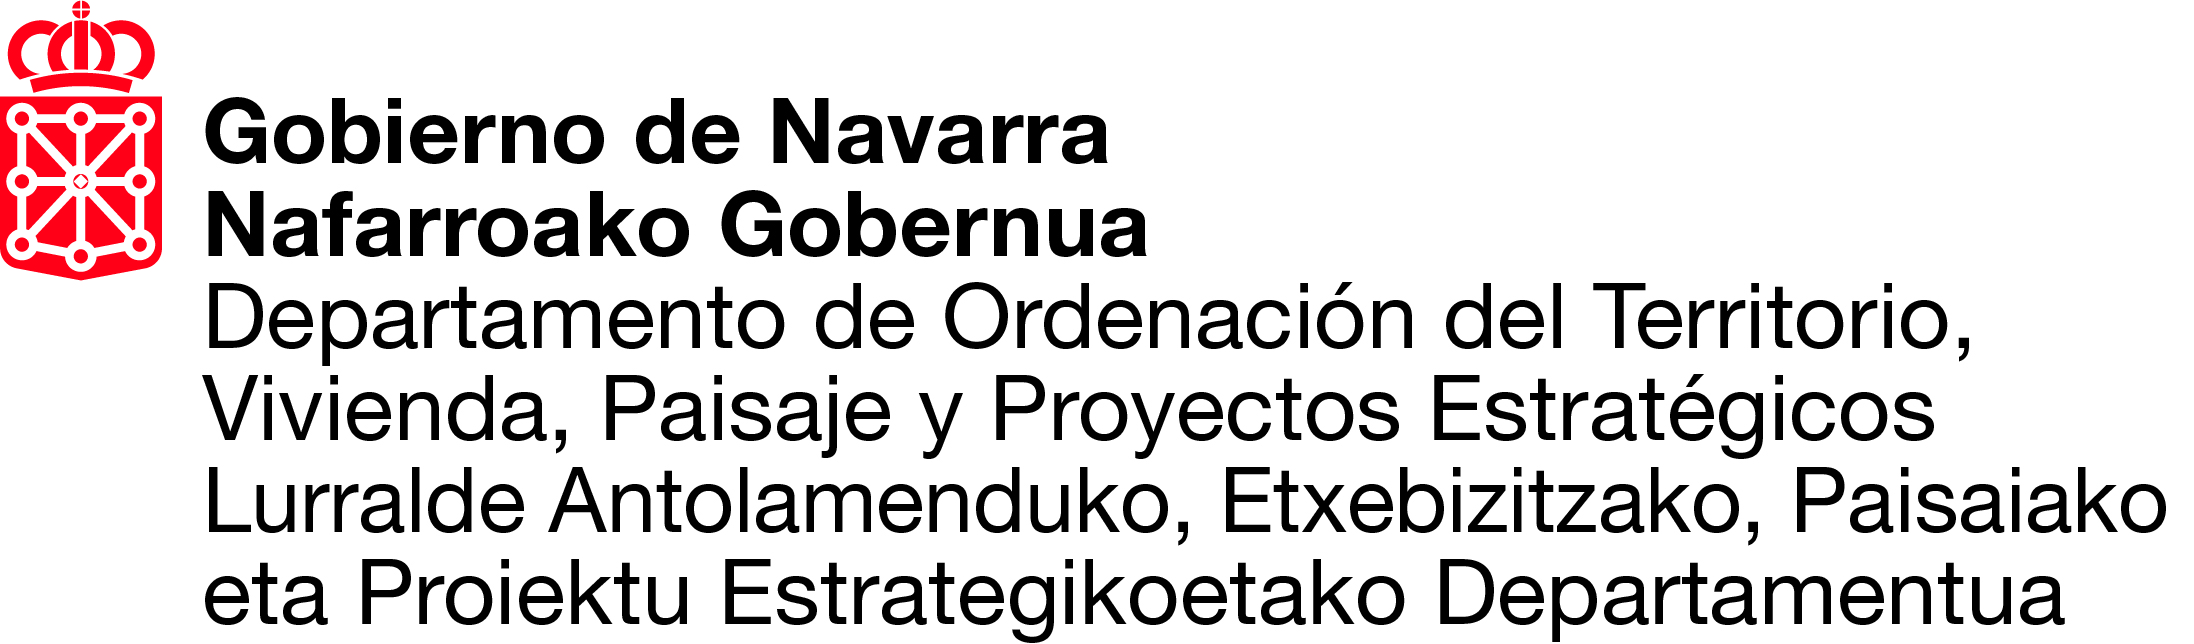 Gobierno de Navarra
Nafarroako Gobernua
Departamento de Ordenación del Territorio,
Vivienda, Paisaje y Proyectos Estratégicos
Lurralde Antolamenduko, Etxebizitzako, Paisaiako
eta Proiektu Estrategikoetako Departamentua